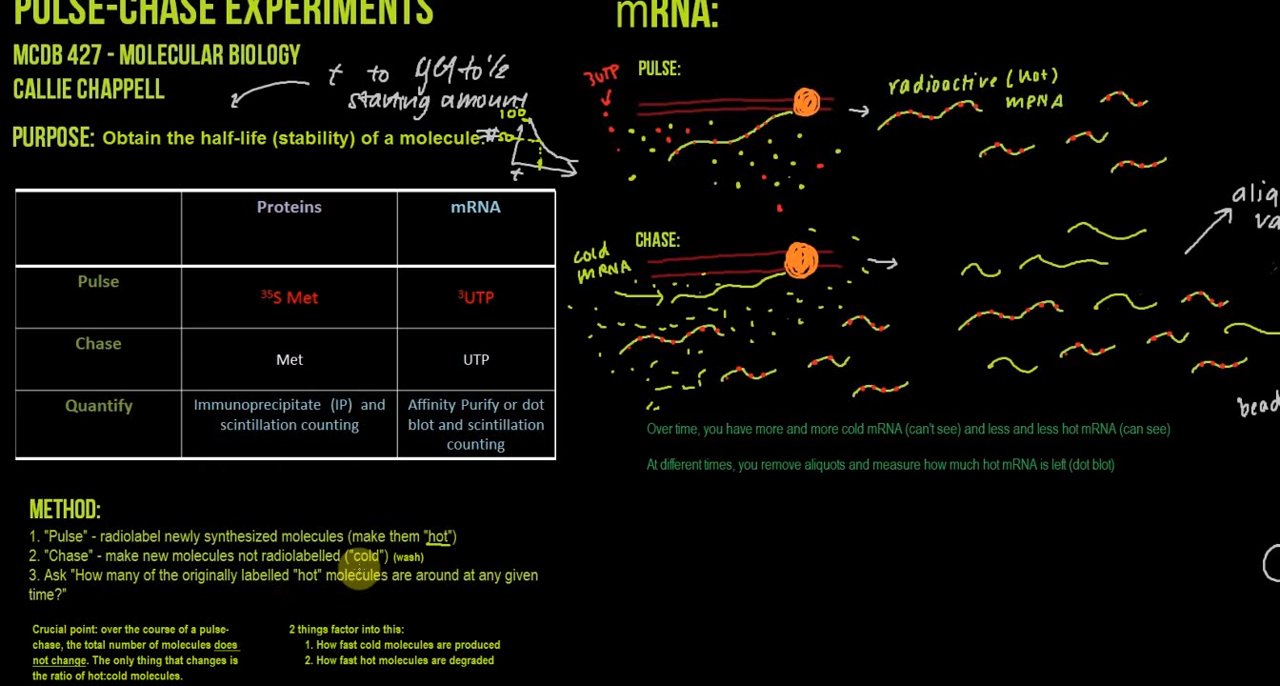 PULSE-CHASE EXPERIMENTS
MCDB 427 - MOLECULAR BIOLOGY
CALLIE CHAPPELL
t to get to ½
starting amount
PURPOSE: Obtain the half-life (stability) of a molecule.
100
50
t
Proteins mRNA
Pulse ³⁵S Met ³UTP
Chase Met UTP
Quantify Immunoprecipitate (IP) and scintillation counting Affinity Purify or dot blot and scintillation counting
METHOD:
1. "Pulse" - radiolabel newly synthesized molecules (make them "hot")
2. "Chase" - make new molecules not radiolabelled ("cold") (wash)
3. Ask "How many of the originally labelled "hot" molecules are around at any given
time?"
Crucial point: over the course of a pulse-
chase, the total number of molecules does
not change. The only thing that changes is
the ratio of hot:cold molecules.
2 things factor into this:
1. How fast cold molecules are produced
2. How fast hot molecules are degraded
mRNA:
PULSE:
3UTP
radioactive (hot)
mRNA
CHASE:
cold
mRNA
aliq
va
bead
Over time, you have more and more cold mRNA (can't see) and less and less hot mRNA (can see)
At different times, you remove aliquots and measure how much hot mRNA is left (dot blot)